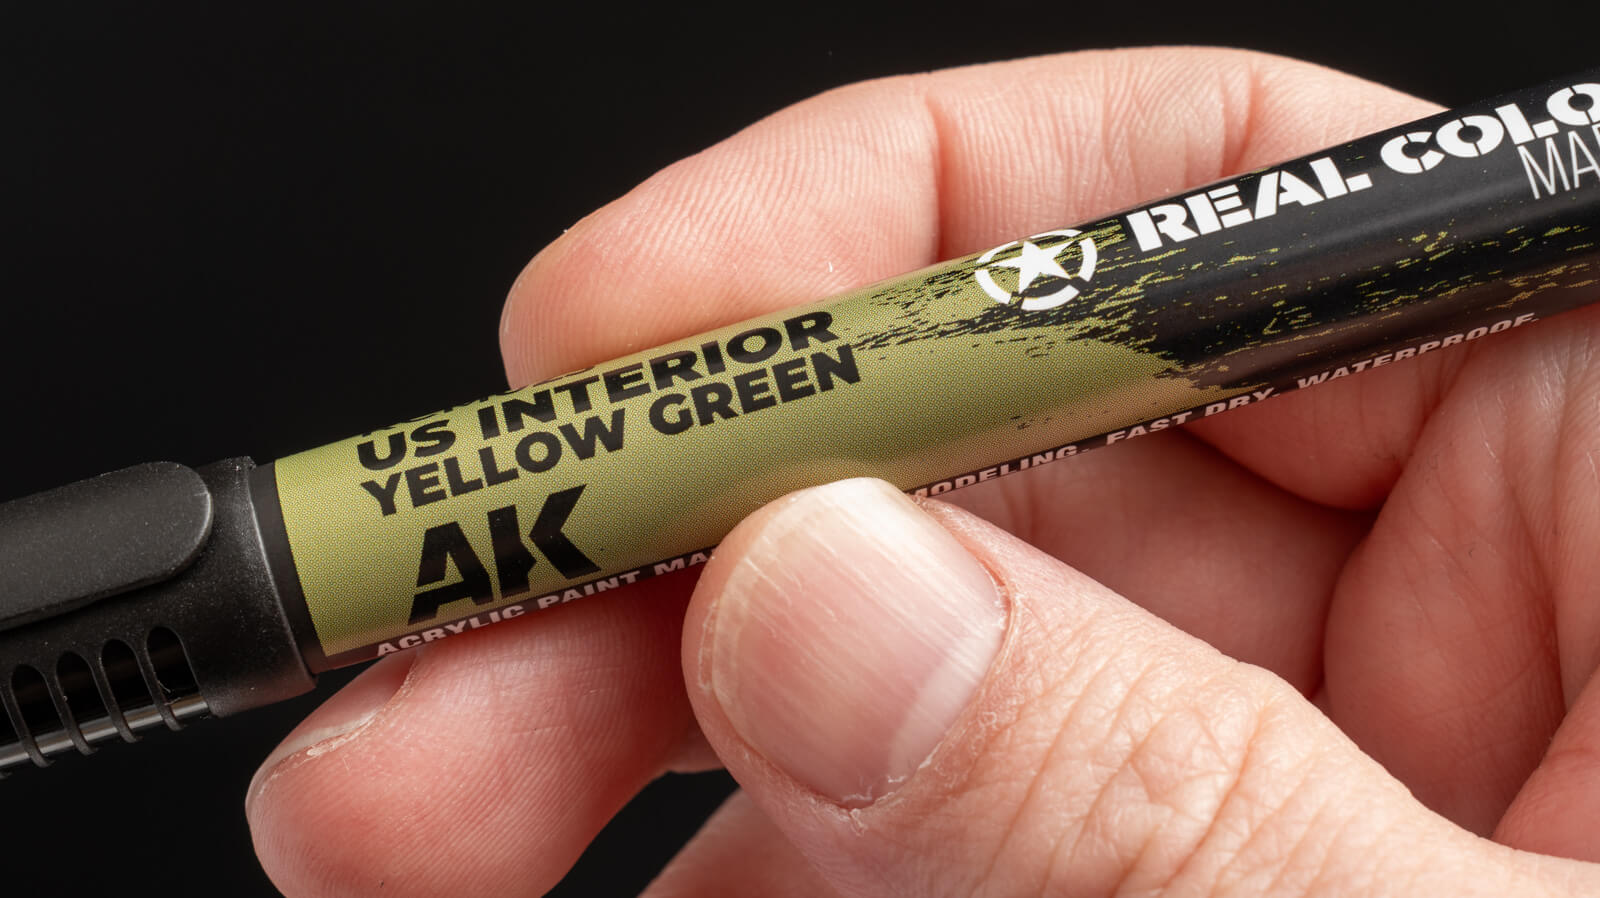 REAL COLO
MA
US INTERIOR
YELLOW GREEN
AK
ACRYLIC PAINT MA
MODELING. FAST DRY. WATERPROOF.